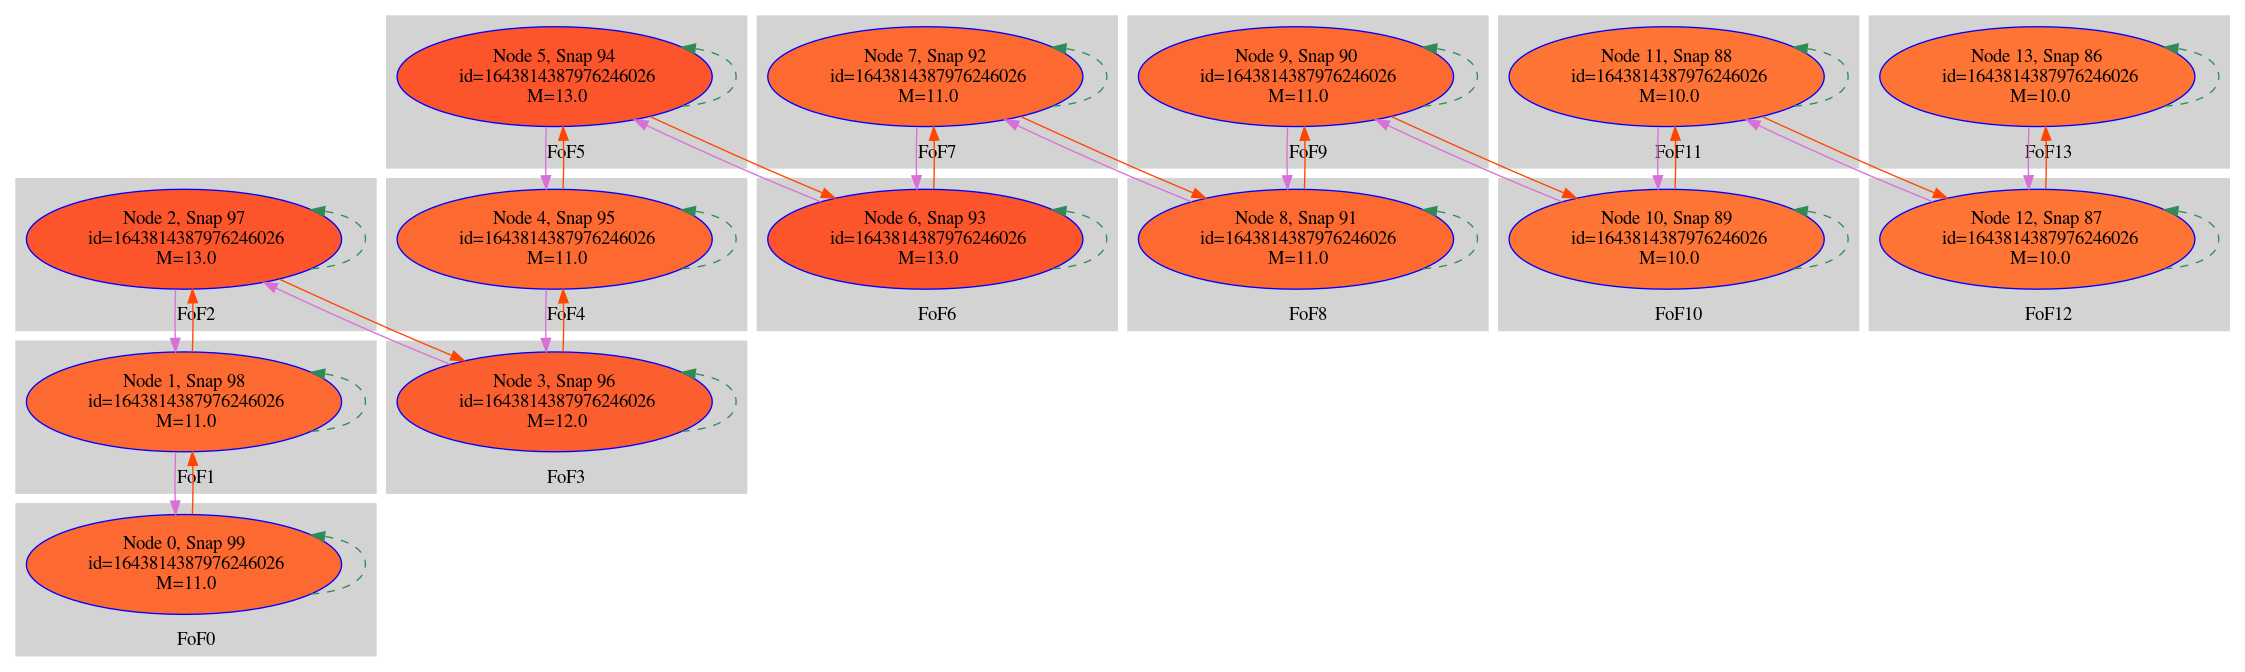 Node 5, Snap 94
id=1643814387976246026
M=13.0
FoF5
Node 7, Snap 92
id=1643814387976246026
M=11.0
FoF7
Node 9, Snap 90
id=1643814387976246026
M=11.0
FoF9
Node 11, Snap 88
id=1643814387976246026
M=10.0
FoF11
Node 13, Snap 86
id=1643814387976246026
M=10.0
FoF13
Node 2, Snap 97
id=1643814387976246026
M=13.0
FoF2
Node 4, Snap 95
id=1643814387976246026
M=11.0
FoF4
Node 6, Snap 93
id=1643814387976246026
M=13.0
FoF6
Node 8, Snap 91
id=1643814387976246026
M=11.0
FoF8
Node 10, Snap 89
id=1643814387976246026
M=10.0
FoF10
Node 12, Snap 87
id=1643814387976246026
M=10.0
FoF12
Node 1, Snap 98
id=1643814387976246026
M=11.0
FoF1
Node 3, Snap 96
id=1643814387976246026
M=12.0
FoF3
Node 0, Snap 99
id=1643814387976246026
M=11.0
FoF0